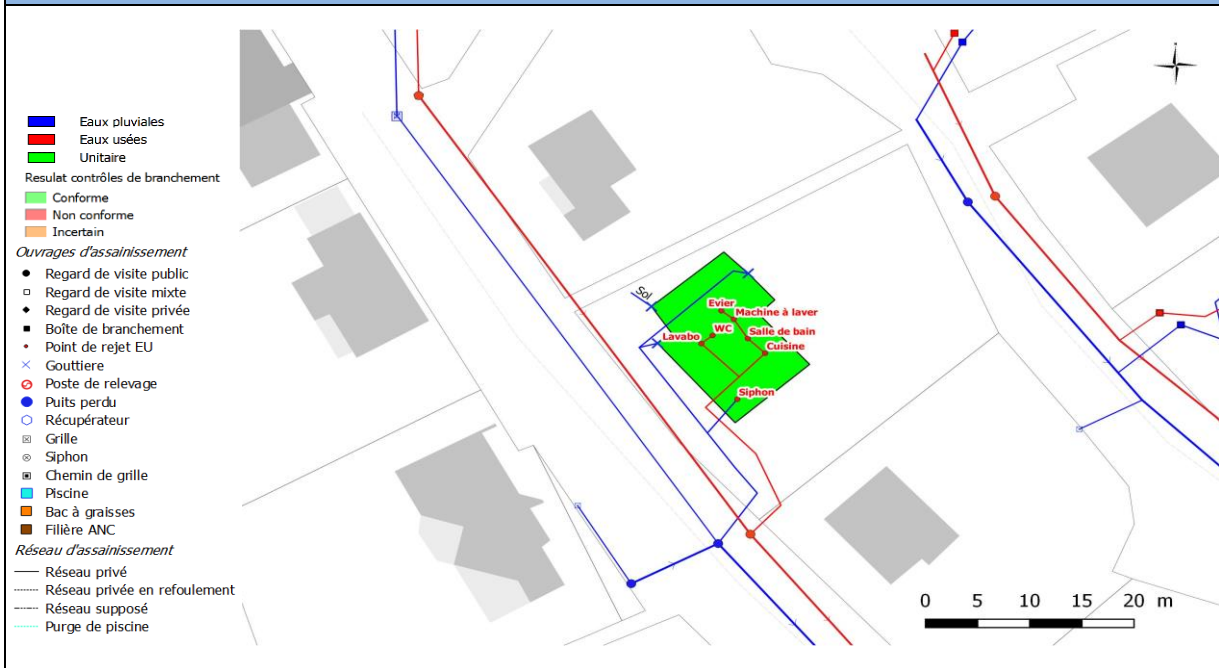 Eaux pluviales
Eaux usées
Unitaire
Resulat contrôles de branchement
Conforme
Non conforme
Incertain
Ouvrages d'assainissement
Regard de visite public
Regard de visite mixte
Regard de visite privée
Boîte de branchement
Point de rejet EU
Gouttiere
Poste de relevage
Puits perdu
Récupérateur
Grille
Siphon
Chemin de grille
Piscine
Bac à graisses
Filière ANC
Réseau d'assainissement
Réseau privé
Réseau privée en refoulement
Réseau supposé
Purge de piscine
Sol
Evier
Machine à laver
WC
Salle de bain
Lavabo
Cuisine
Siphon
0 5 10 15 20 m